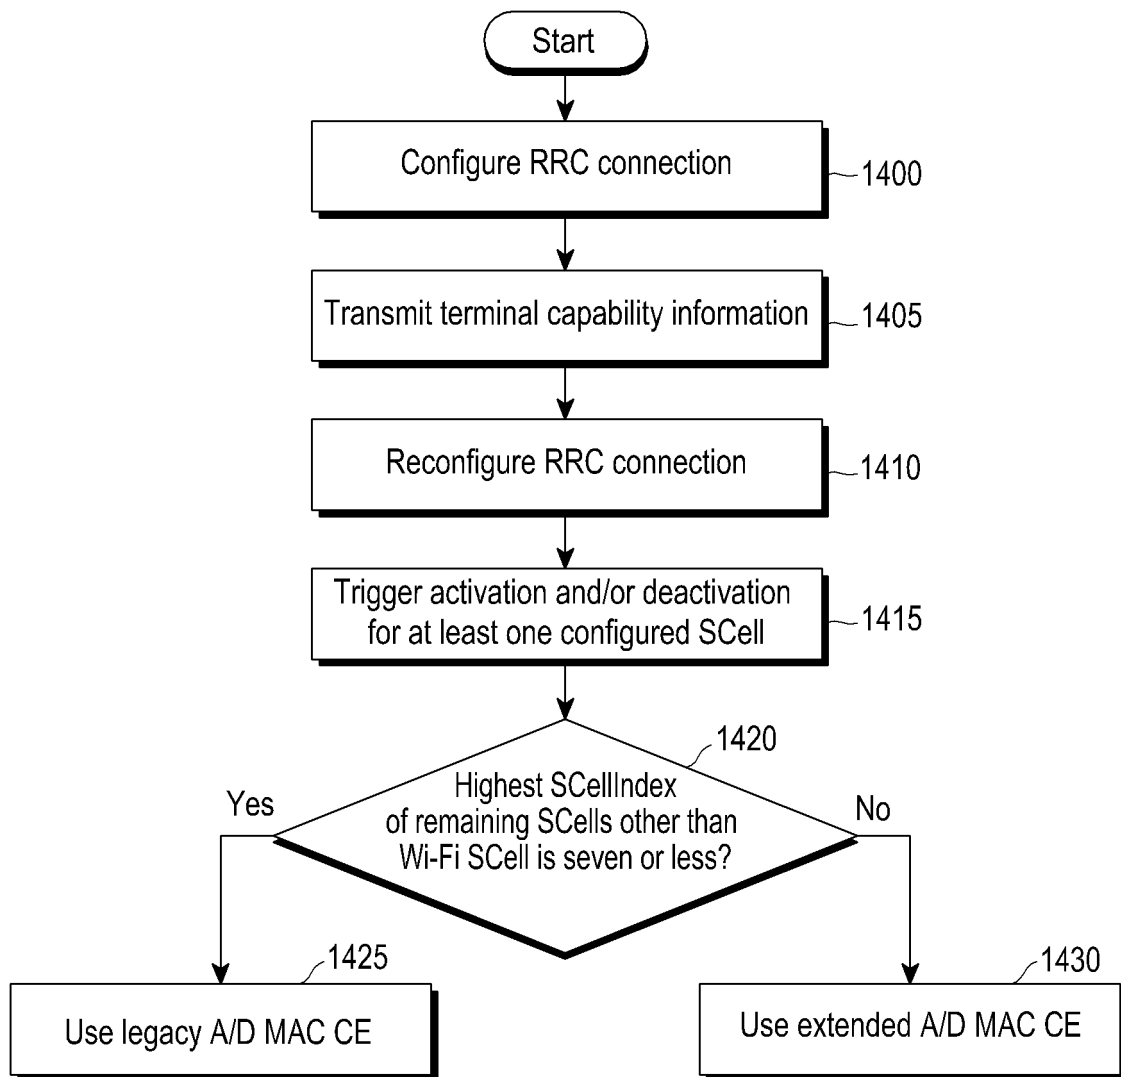 Start
Configure RRC connection
1400
Transmit terminal capability information
1405
Reconfigure RRC connection
1410
Trigger activation and/or deactivation
for at least one configured SCell
1415
1420
Highest SCellIndex
of remaining SCells other than
Wi-Fi SCell is seven or less?
Yes
No
1425
Use legacy A/D MAC CE
1430
Use extended A/D MAC CE